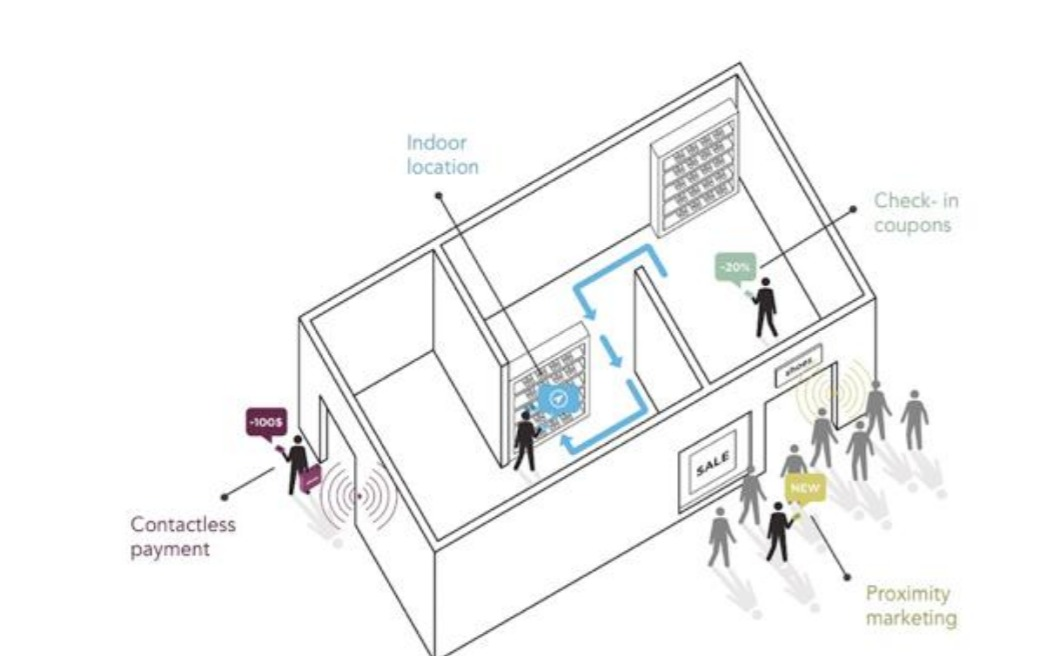 Indoor
location
Check- in
coupons
-20%
shoes
-100$
SALE
NEW
Contactless
payment
Proximity
marketing